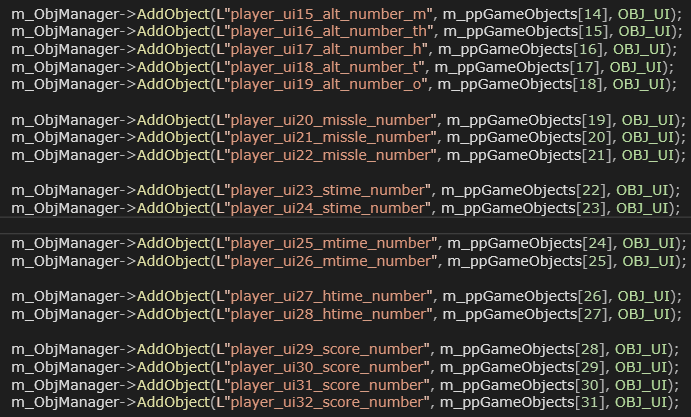 m_ObjManager->AddObject(L"player_ui15_alt_number_m", m_ppGameObjects[14], OBJ_UI);
m_ObjManager->AddObject(L"player_ui16_alt_number_th", m_ppGameObjects[15], OBJ_UI);
m_ObjManager->AddObject(L"player_ui17_alt_number_h", m_ppGameObjects[16], OBJ_UI);
m_ObjManager->AddObject(L"player_ui18_alt_number_t", m_ppGameObjects[17], OBJ_UI);
m_ObjManager->AddObject(L"player_ui19_alt_number_o", m_ppGameObjects[18], OBJ_UI);
m_ObjManager->AddObject(L"player_ui20_missle_number", m_ppGameObjects[19], OBJ_UI);
m_ObjManager->AddObject(L"player_ui21_missle_number", m_ppGameObjects[20], OBJ_UI);
m_ObjManager->AddObject(L"player_ui22_missle_number", m_ppGameObjects[21], OBJ_UI);
m_ObjManager->AddObject(L"player_ui23_stime_number", m_ppGameObjects[22], OBJ_UI);
m_ObjManager->AddObject(L"player_ui24_stime_number", m_ppGameObjects[23], OBJ_UI);
m_ObjManager->AddObject(L"player_ui25_mtime_number", m_ppGameObjects[24], OBJ_UI);
m_ObjManager->AddObject(L"player_ui26_mtime_number", m_ppGameObjects[25], OBJ_UI);
m_ObjManager->AddObject(L"player_ui27_htime_number", m_ppGameObjects[26], OBJ_UI);
m_ObjManager->AddObject(L"player_ui28_htime_number", m_ppGameObjects[27], OBJ_UI);
m_ObjManager->AddObject(L"player_ui29_score_number", m_ppGameObjects[28], OBJ_UI);
m_ObjManager->AddObject(L"player_ui30_score_number", m_ppGameObjects[29], OBJ_UI);
m_ObjManager->AddObject(L"player_ui31_score_number", m_ppGameObjects[30], OBJ_UI);
m_ObjManager->AddObject(L"player_ui32_score_number", m_ppGameObjects[31], OBJ_UI);